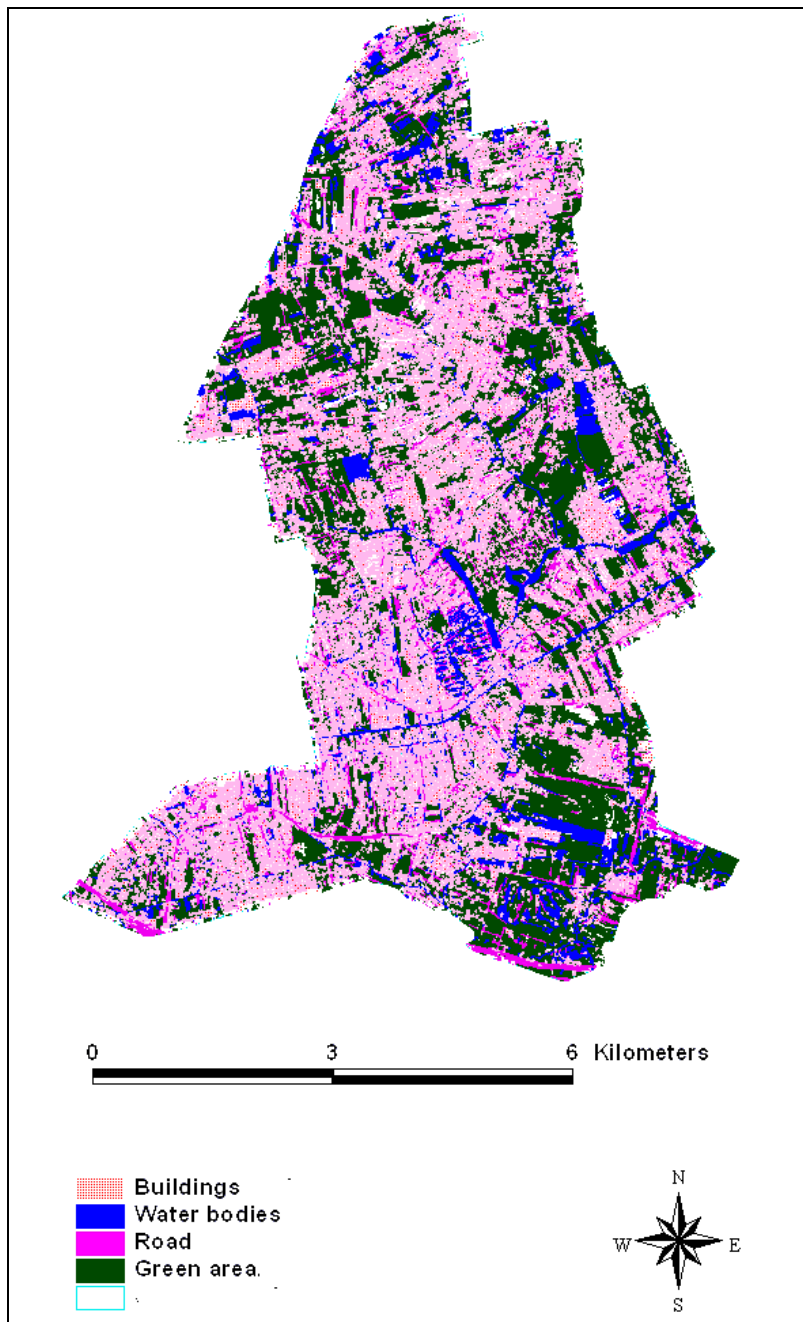 0 3 6 Kilometers
Buildings
Water bodies
Road
Green area.
N
W E
S